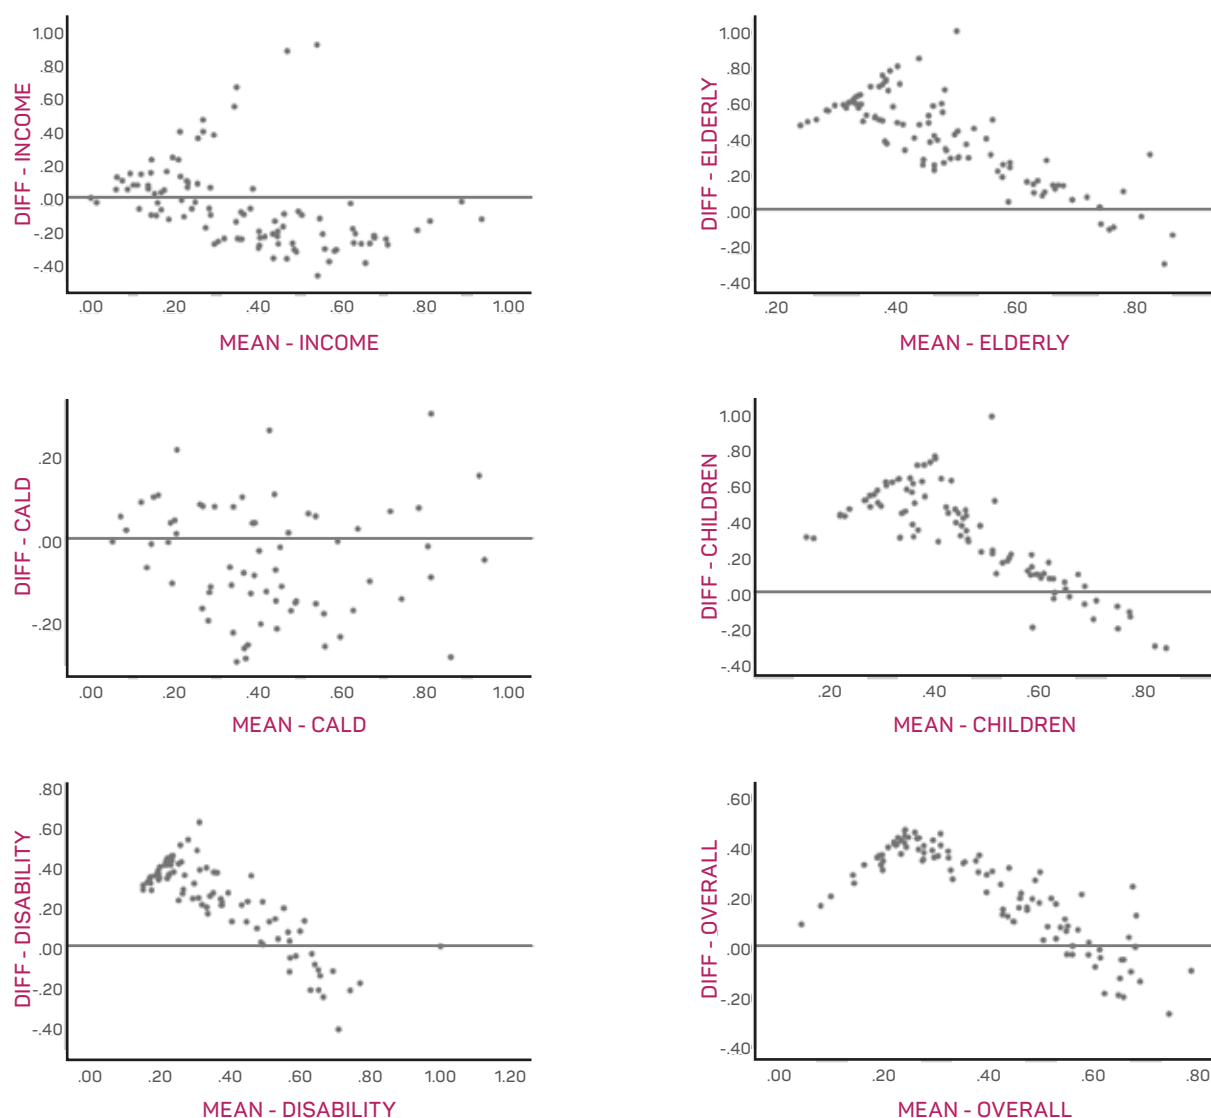 1.00
.80
.60
.40
.20
.00
-.20
-.40
DIFF - INCOME
.00 .20 .40 .60 .80 1.00
MEAN - INCOME
1.00
.80
.60
.40
.20
.00
-.20
-.40
DIFF - ELDERLY
.20 .40 .60 .80
MEAN - ELDERLY
.20
.00
-.20
DIFF - CALD
.00 .20 .40 .60 .80 1.00
MEAN - CALD
1.00
.80
.60
.40
.20
.00
-.20
-.40
DIFF - CHILDREN
.20 .40 .60 .80
MEAN - CHILDREN
.80
.60
.40
.20
.00
-.20
-.40
DIFF - DISABILITY
.00 .20 .40 .60 .80 1.00 1.20
MEAN - DISABILITY
.60
.40
.20
.00
-.20
-.40
DIFF - OVERALL
.00 .20 .40 .60 .80
MEAN - OVERALL